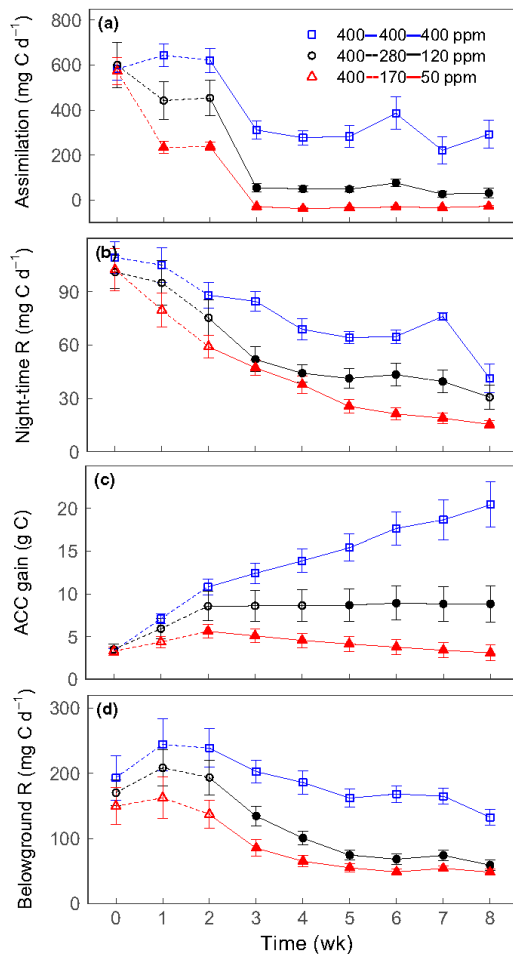 (a)
400 400 400 ppm
400 280 120 ppm
400 170 50 ppm
800
600
400
200
0
Assimilation (mg C d⁻¹)
(b)
90
60
30
0
Night-time R (mg C d⁻¹)
(c)
20
15
10
5
0
ACC gain (g C)
(d)
300
200
100
0
Belowground R (mg C d⁻¹)
0 1 2 3 4 5 6 7 8
Time (wk)